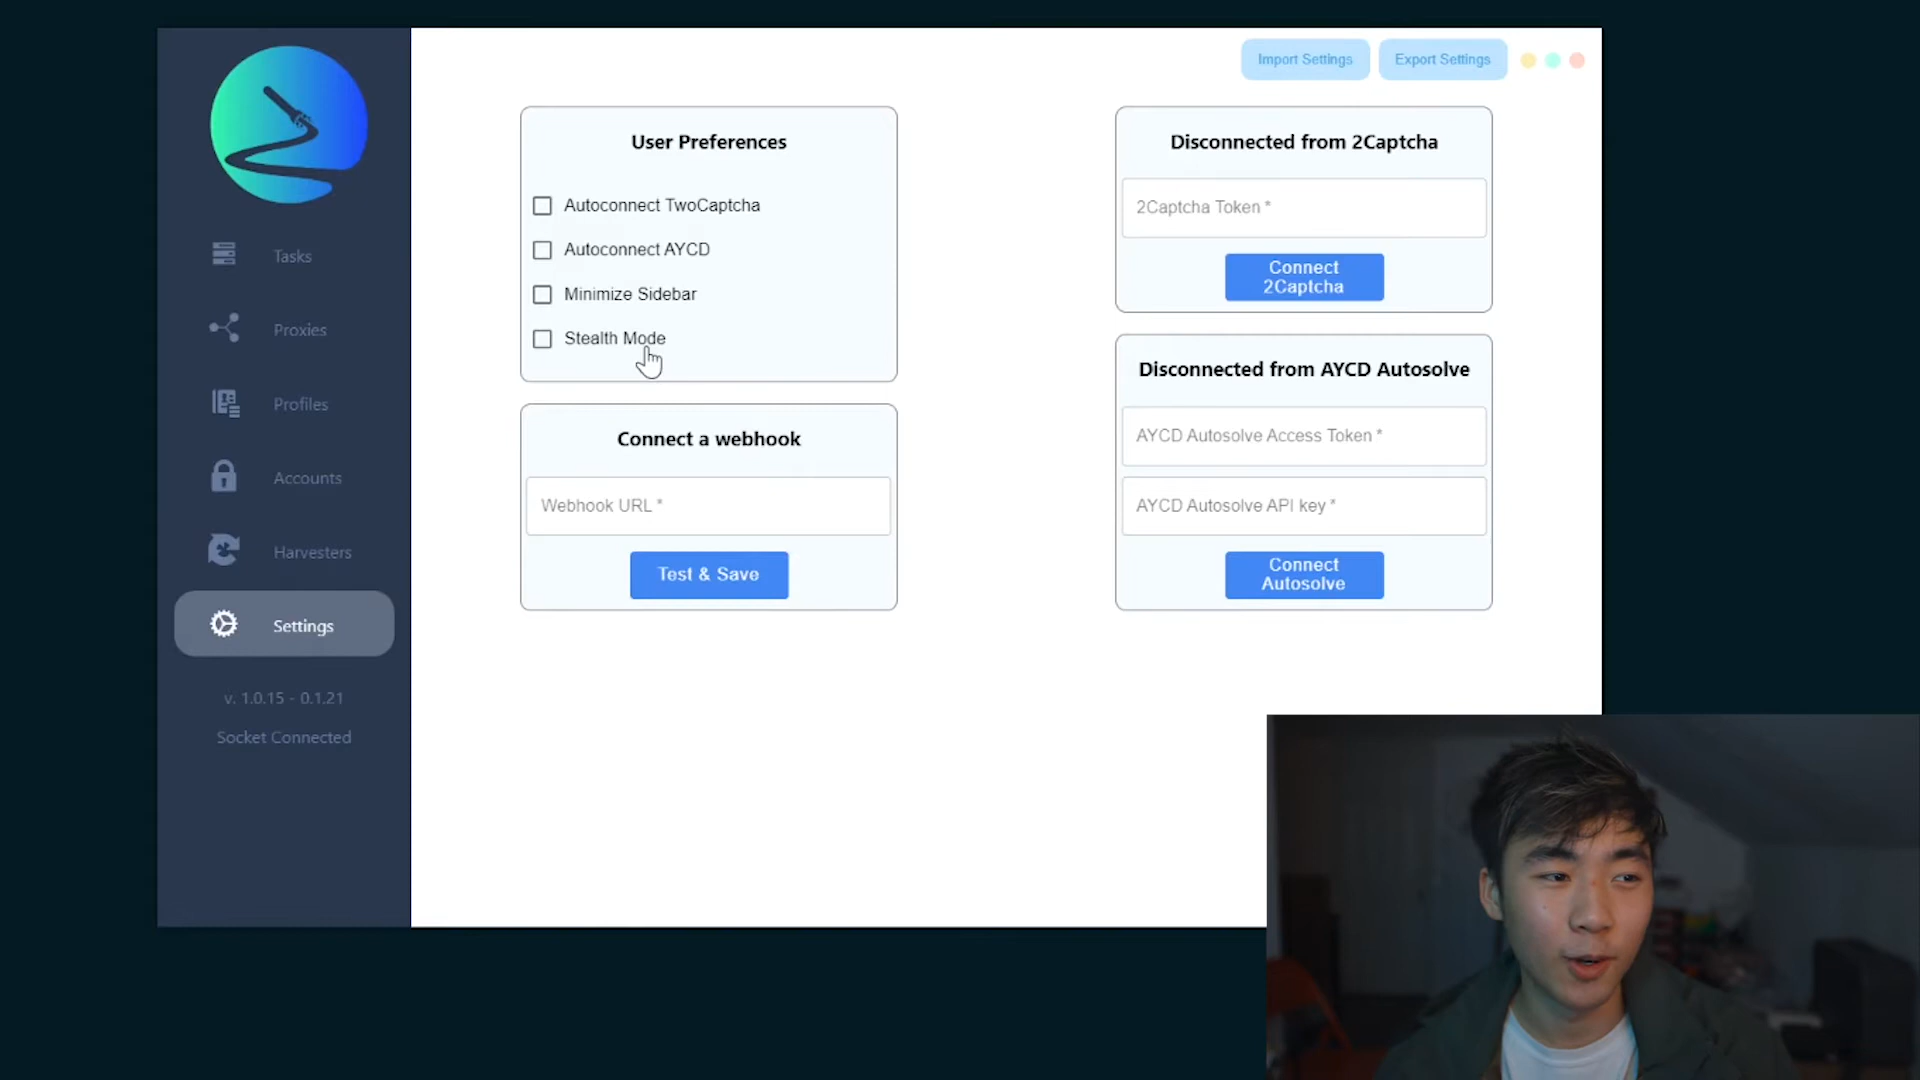 Import Settings
Export Settings
User Preferences
Autoconnect TwoCaptcha
Autoconnect AYCD
Minimize Sidebar
Stealth Mode
Connect a webhook
Webhook URL *
Test & Save
Disconnected from 2Captcha
2Captcha Token *
Connect
2Captcha
Disconnected from AYCD Autosolve
AYCD Autosolve Access Token *
AYCD Autosolve API key *
Connect
Autosolve
Tasks
Proxies
Profiles
Accounts
Harvesters
Settings
v. 1.0.15 - 0.1.21
Socket Connected